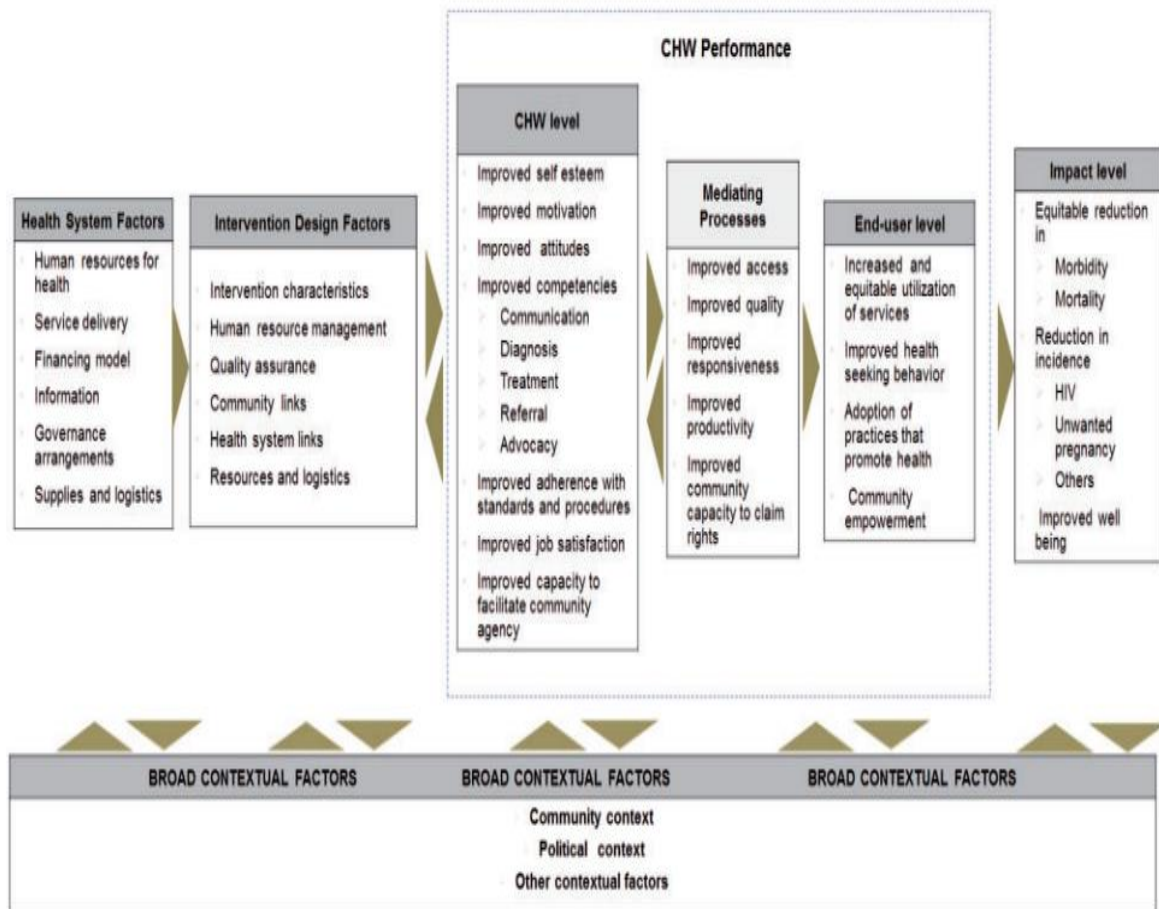 CHW Performance
Health System Factors
Human resources for
health
Service delivery
Financing model
Information
Governance
arrangements
Supplies and logistics
Intervention Design Factors
Intervention characteristics
Human resource management
Quality assurance
Community links
Health system links
Resources and logistics
CHW level
Improved self esteem
Improved motivation
Improved attitudes
Improved competencies
Communication
Diagnosis
Treatment
Referral
Advocacy
Improved adherence with
standards and procedures
Improved job satisfaction
Improved capacity to
facilitate community
agency
Mediating
Processes
Improved access
Improved quality
Improved
responsiveness
Improved
productivity
Improved
community
capacity to claim
rights
End-user level
Increased and
equitable utilization
of services
Improved health
seeking behavior
Adoption of
practices that
promote health
Community
empowerment
Impact level
Equitable reduction
in
Morbidity
Mortality
Reduction in
incidence
HIV
Unwanted
pregnancy
Others
Improved well
being
BROAD CONTEXTUAL FACTORS BROAD CONTEXTUAL FACTORS BROAD CONTEXTUAL FACTORS
Community context
Political context
Other contextual factors